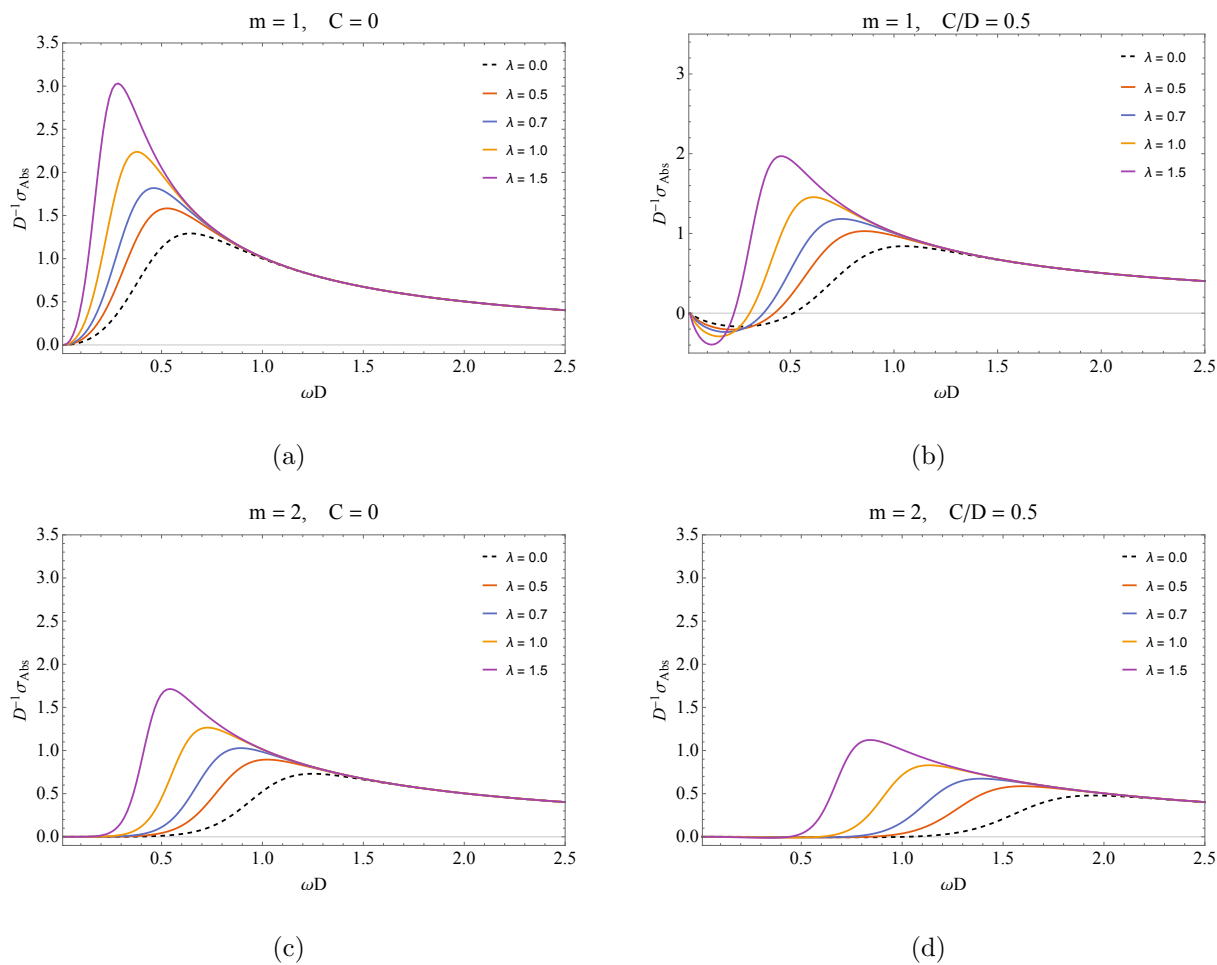 m = 1, C = 0
3.5
3.0
2.5
2.0
1.5
1.0
0.5
0.0
D⁻¹σAbs
λ = 0.0
λ = 0.5
λ = 0.7
λ = 1.0
λ = 1.5
0.5 1.0 1.5 2.0 2.5
ωD
(a)
m = 1, C/D = 0.5
3
2
1
0
D⁻¹σAbs
λ = 0.0
λ = 0.5
λ = 0.7
λ = 1.0
λ = 1.5
0.5 1.0 1.5 2.0 2.5
ωD
(b)
m = 2, C = 0
3.5
3.0
2.5
2.0
1.5
1.0
0.5
0.0
D⁻¹σAbs
λ = 0.0
λ = 0.5
λ = 0.7
λ = 1.0
λ = 1.5
0.5 1.0 1.5 2.0 2.5
ωD
(c)
m = 2, C/D = 0.5
3.5
3.0
2.5
2.0
1.5
1.0
0.5
0.0
D⁻¹σAbs
λ = 0.0
λ = 0.5
λ = 0.7
λ = 1.0
λ = 1.5
0.5 1.0 1.5 2.0 2.5
ωD
(d)